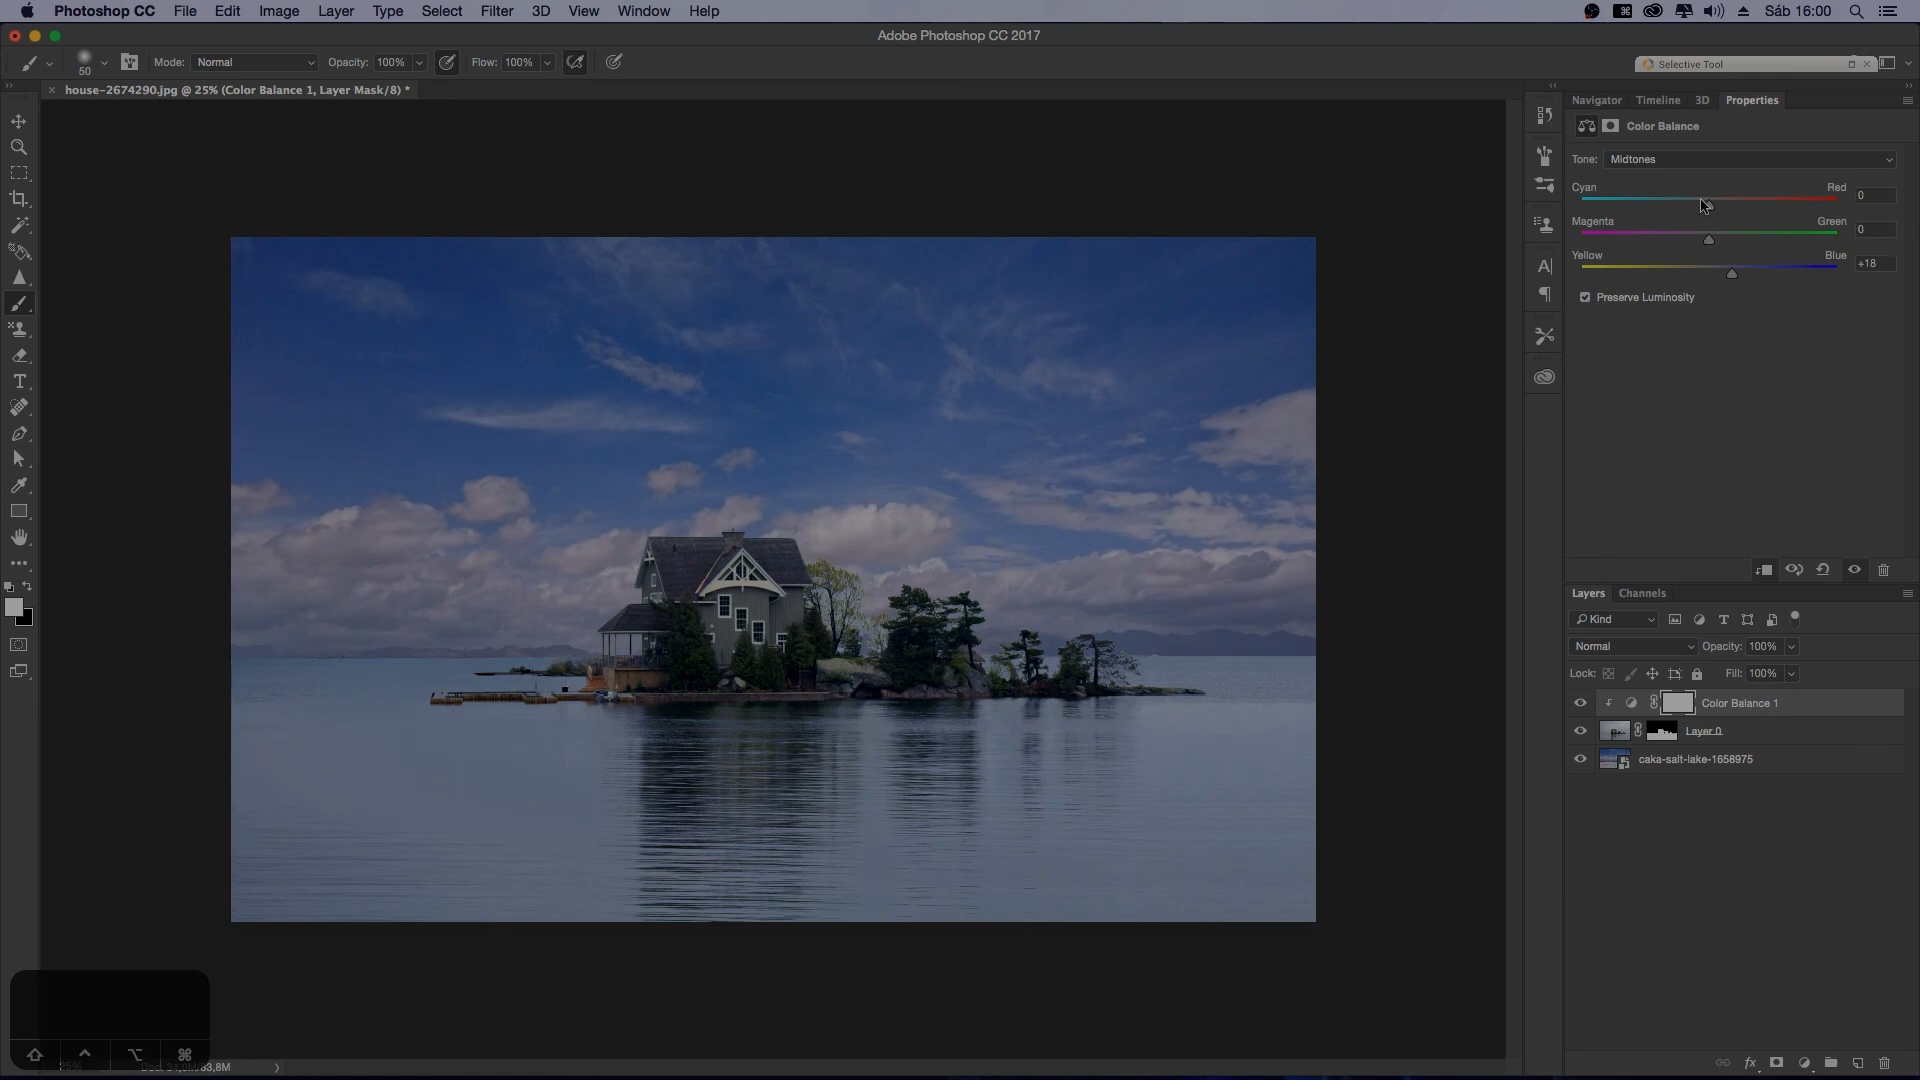 Photoshop CC File Edit Image Layer Type Select Filter 3D View Window Help Sáb 16:00
Adobe Photoshop CC 2017
50 Mode: Normal Opacity: 100% Flow: 100%
Selective Tool
house-2674290.jpg @ 25% (Color Balance 1, Layer Mask/8) *
Navigator Timeline 3D Properties
Color Balance
Tone: Midtones
Cyan Red 0
Magenta Green 0
Yellow Blue +18
Preserve Luminosity
Layers Channels
Kind
Normal Opacity: 100%
Lock: Fill: 100%
Color Balance 1
Layer 0
caka-salt-lake-1658975